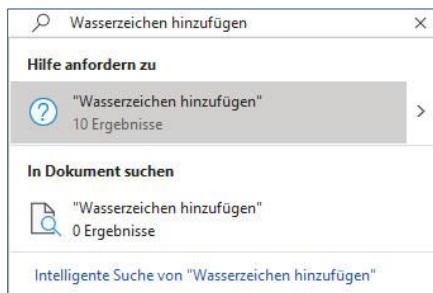 Wasserzeichen hinzufügen
Hilfe anfordern zu
"Wasserzeichen hinzufügen"
10 Ergebnisse
In Dokument suchen
"Wasserzeichen hinzufügen"
0 Ergebnisse
Intelligente Suche von "Wasserzeichen hinzufügen"